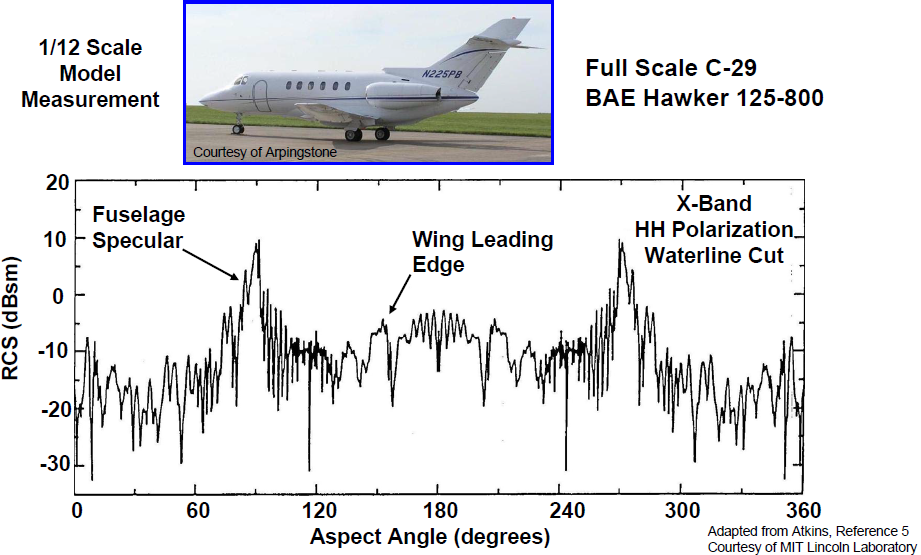 1/12 Scale
Model
Measurement
N225PB
Courtesy of Arpingstone
Full Scale C-29
BAE Hawker 125-800
RCS (dBsm)
20
10
0
-10
-20
-30
Fuselage
Specular
Wing Leading
Edge
X-Band
HH Polarization
Waterline Cut
0 60 120 180 240 300 360
Aspect Angle (degrees)
Adapted from Atkins, Reference 5
Courtesy of MIT Lincoln Laboratory